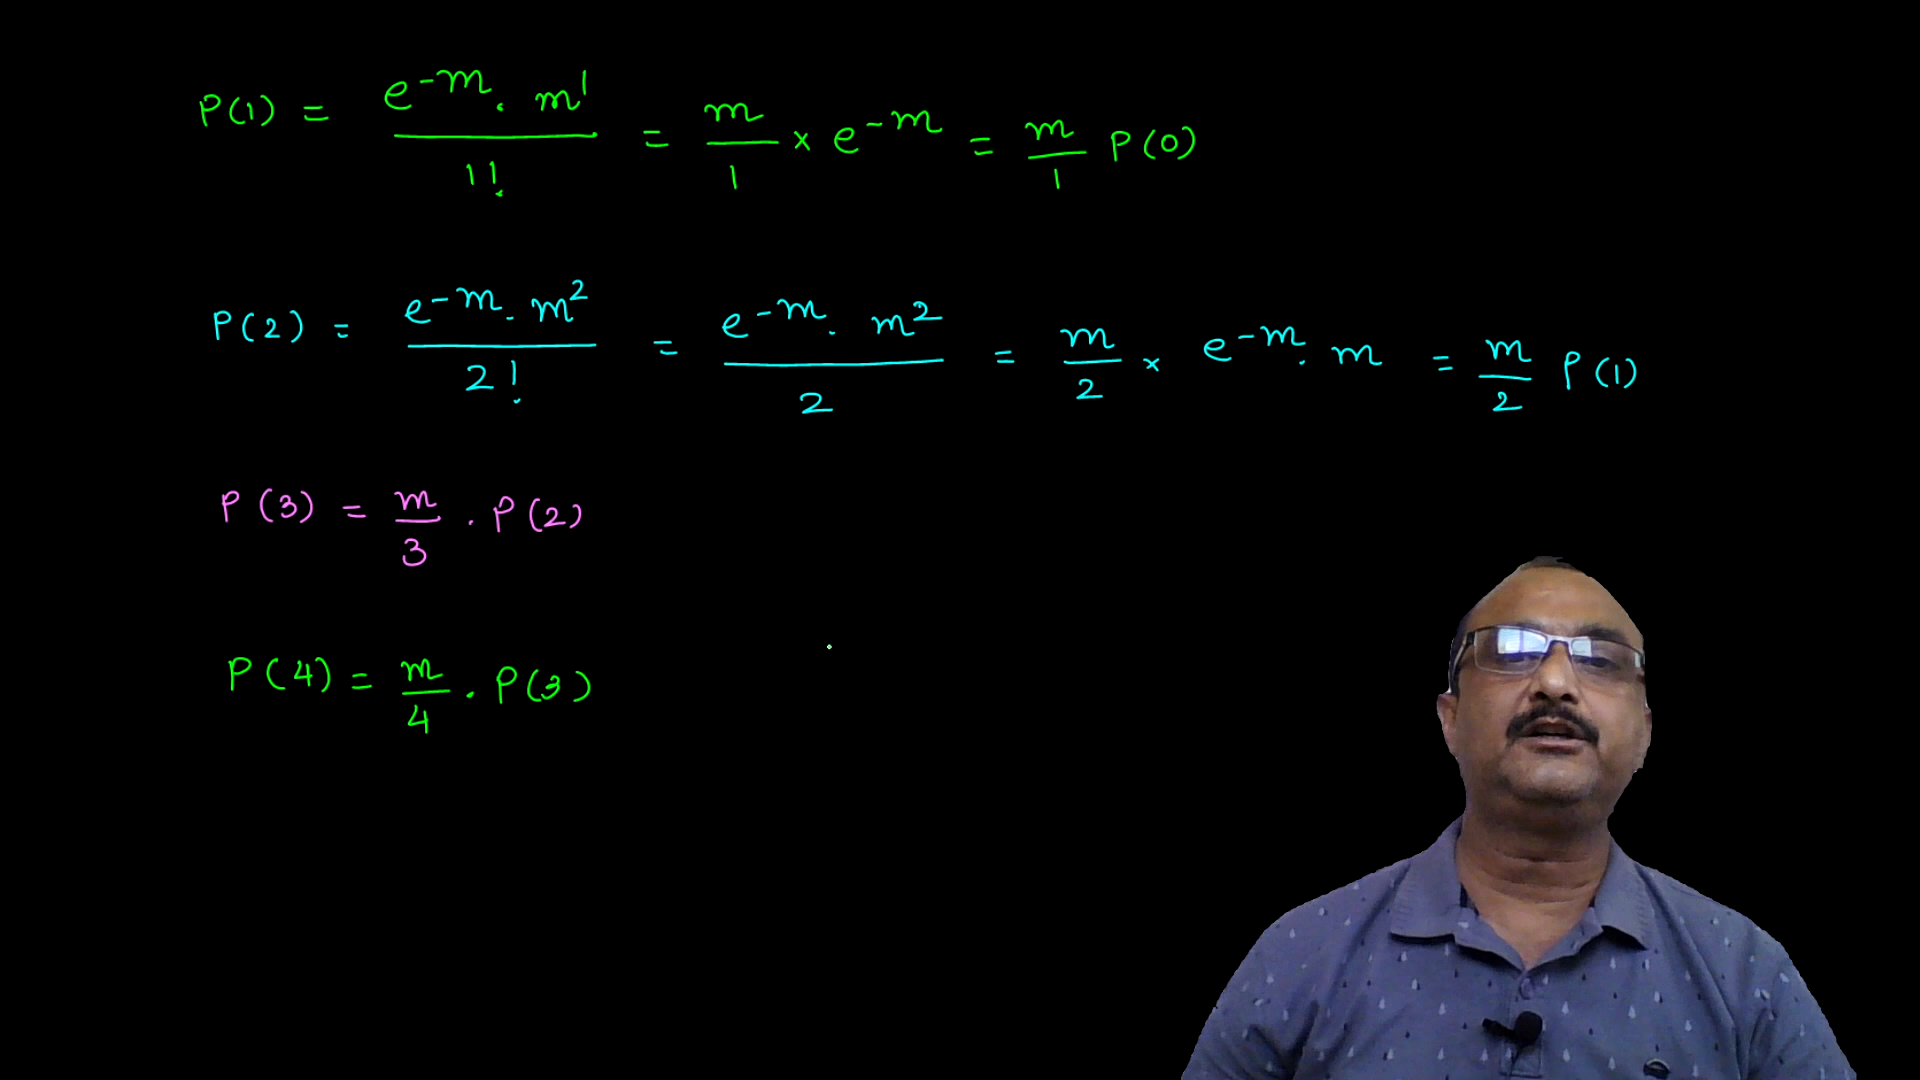 P(1) = e^{-m} . m^1 / 1! = m/1 × e^{-m} = m/1 P(0)
P(2) = e^{-m} . m^2 / 2! = e^{-m} . m^2 / 2 = m/2 × e^{-m} . m = m/2 P(1)
P(3) = m/3 . P(2)
P(4) = m/4 . P(3)